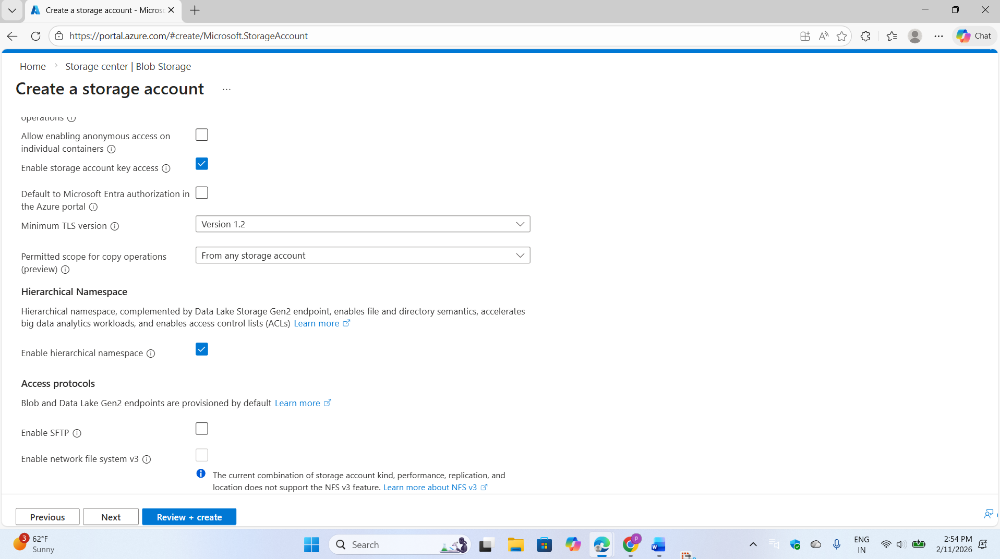 Create a storage account - Micros
https://portal.azure.com/#create/Microsoft.StorageAccount
Chat
Home
Storage center | Blob Storage
Create a storage account
...
operations
Allow enabling anonymous access on
individual containers
Enable storage account key access
Default to Microsoft Entra authorization in
the Azure portal
Minimum TLS version
Version 1.2
Permitted scope for copy operations
(preview)
From any storage account
Hierarchical Namespace
Hierarchical namespace, complemented by Data Lake Storage Gen2 endpoint, enables file and directory semantics, accelerates
big data analytics workloads, and enables access control lists (ACLs) Learn more
Enable hierarchical namespace
Access protocols
Blob and Data Lake Gen2 endpoints are provisioned by default Learn more
Enable SFTP
Enable network file system v3
The current combination of storage account kind, performance, replication, and
location does not support the NFS v3 feature. Learn more about NFS v3
Previous
Next
Review + create
3
62°F
Sunny
Search
P
W
ENG
IN
2:54 PM
2/11/2026